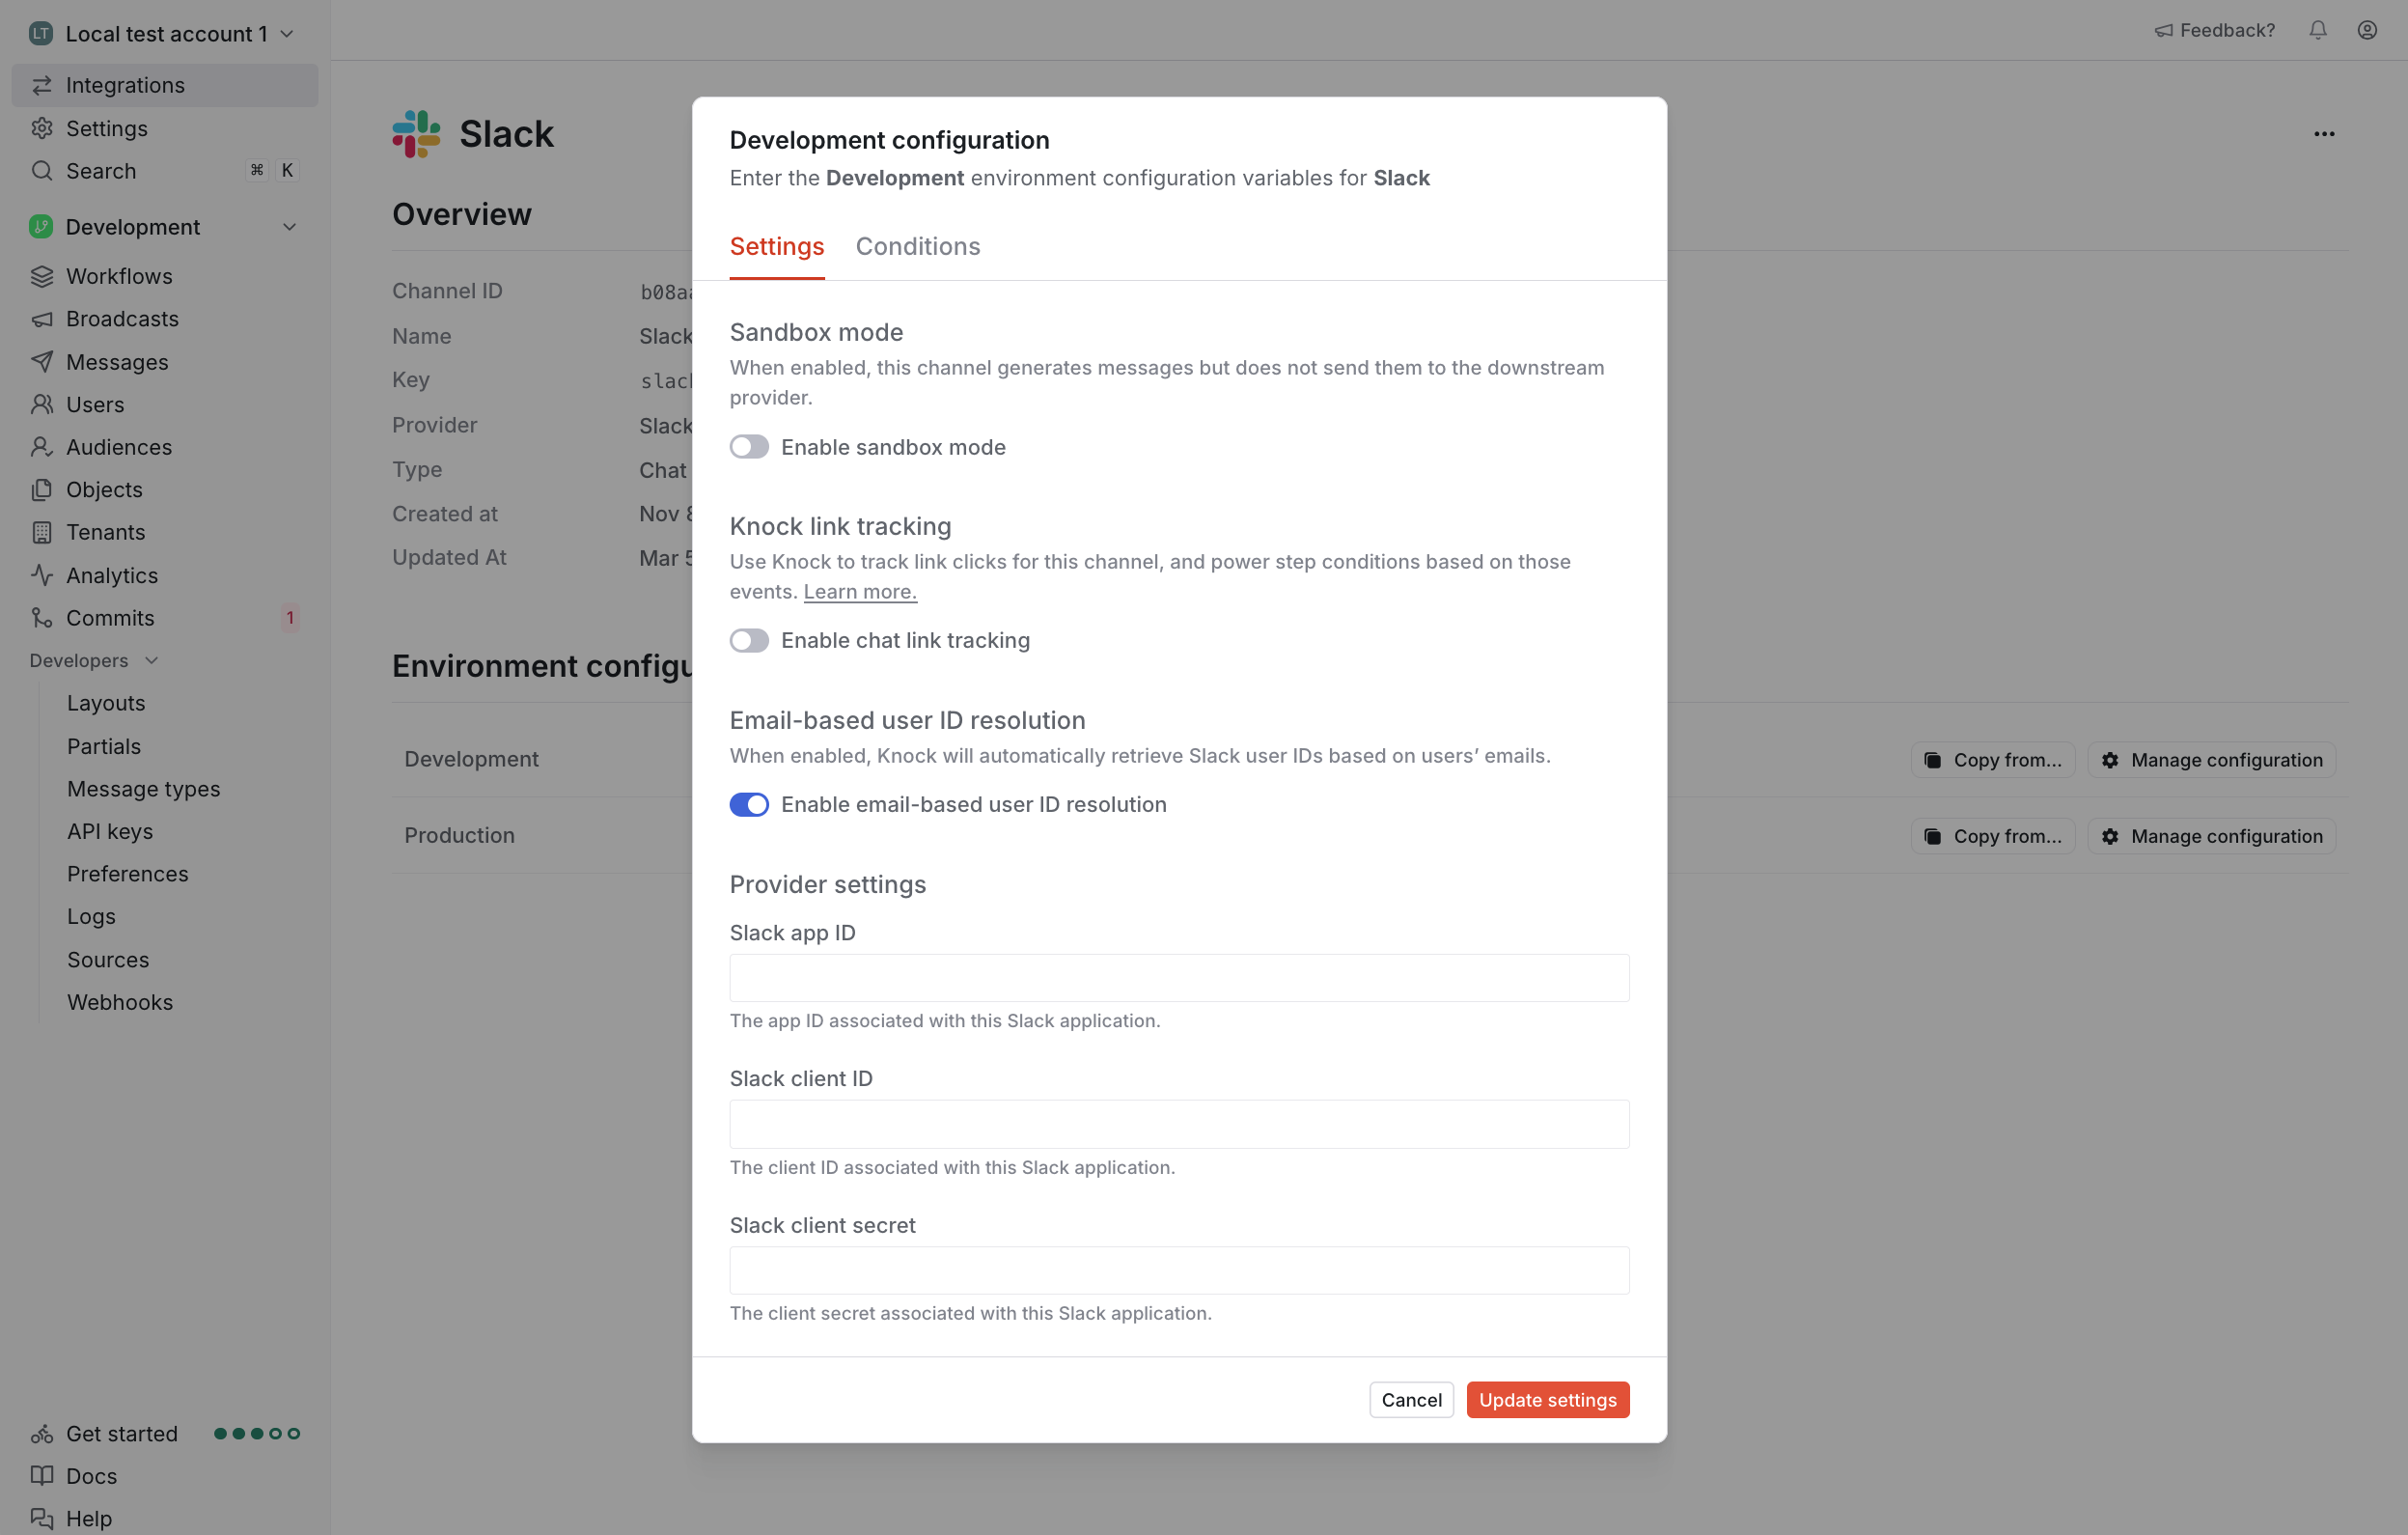 LT Local test account 1
Integrations
Settings
Search ⌘ K
Development
Workflows
Broadcasts
Messages
Users
Audiences
Objects
Tenants
Analytics
Commits 1
Developers
Layouts
Partials
Message types
API keys
Preferences
Logs
Sources
Webhooks
Get started
Docs
Help
Feedback?
Slack
Overview
Channel ID
Name Slack
Key
Provider Slack
Type Chat
Created at Nov
Updated At Mar 5
Environment
Development Copy from... Manage configuration
Production Copy from... Manage configuration
Development configuration
Enter the Development environment configuration variables for Slack
Settings Conditions
Sandbox mode
When enabled, this channel generates messages but does not send them to the downstream
provider.
Enable sandbox mode
Knock link tracking
Use Knock to track link clicks for this channel, and power step conditions based on those
events. Learn more.
Enable chat link tracking
Email-based user ID resolution
When enabled, Knock will automatically retrieve Slack user IDs based on users’ emails.
Enable email-based user ID resolution
Provider settings
Slack app ID
The app ID associated with this Slack application.
Slack client ID
The client ID associated with this Slack application.
Slack client secret
The client secret associated with this Slack application.
Cancel Update settings